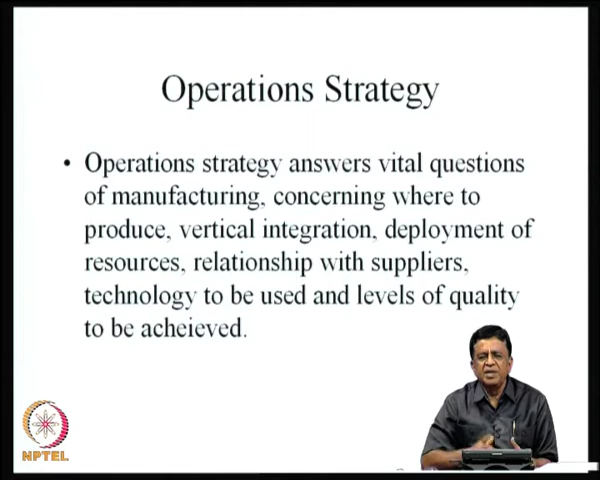 Operations Strategy
• Operations strategy answers vital questions
of manufacturing, concerning where to
produce, vertical integration, deployment of
resources, relationship with suppliers,
technology to be used and levels of quality
to be acheieved.
NPTEL